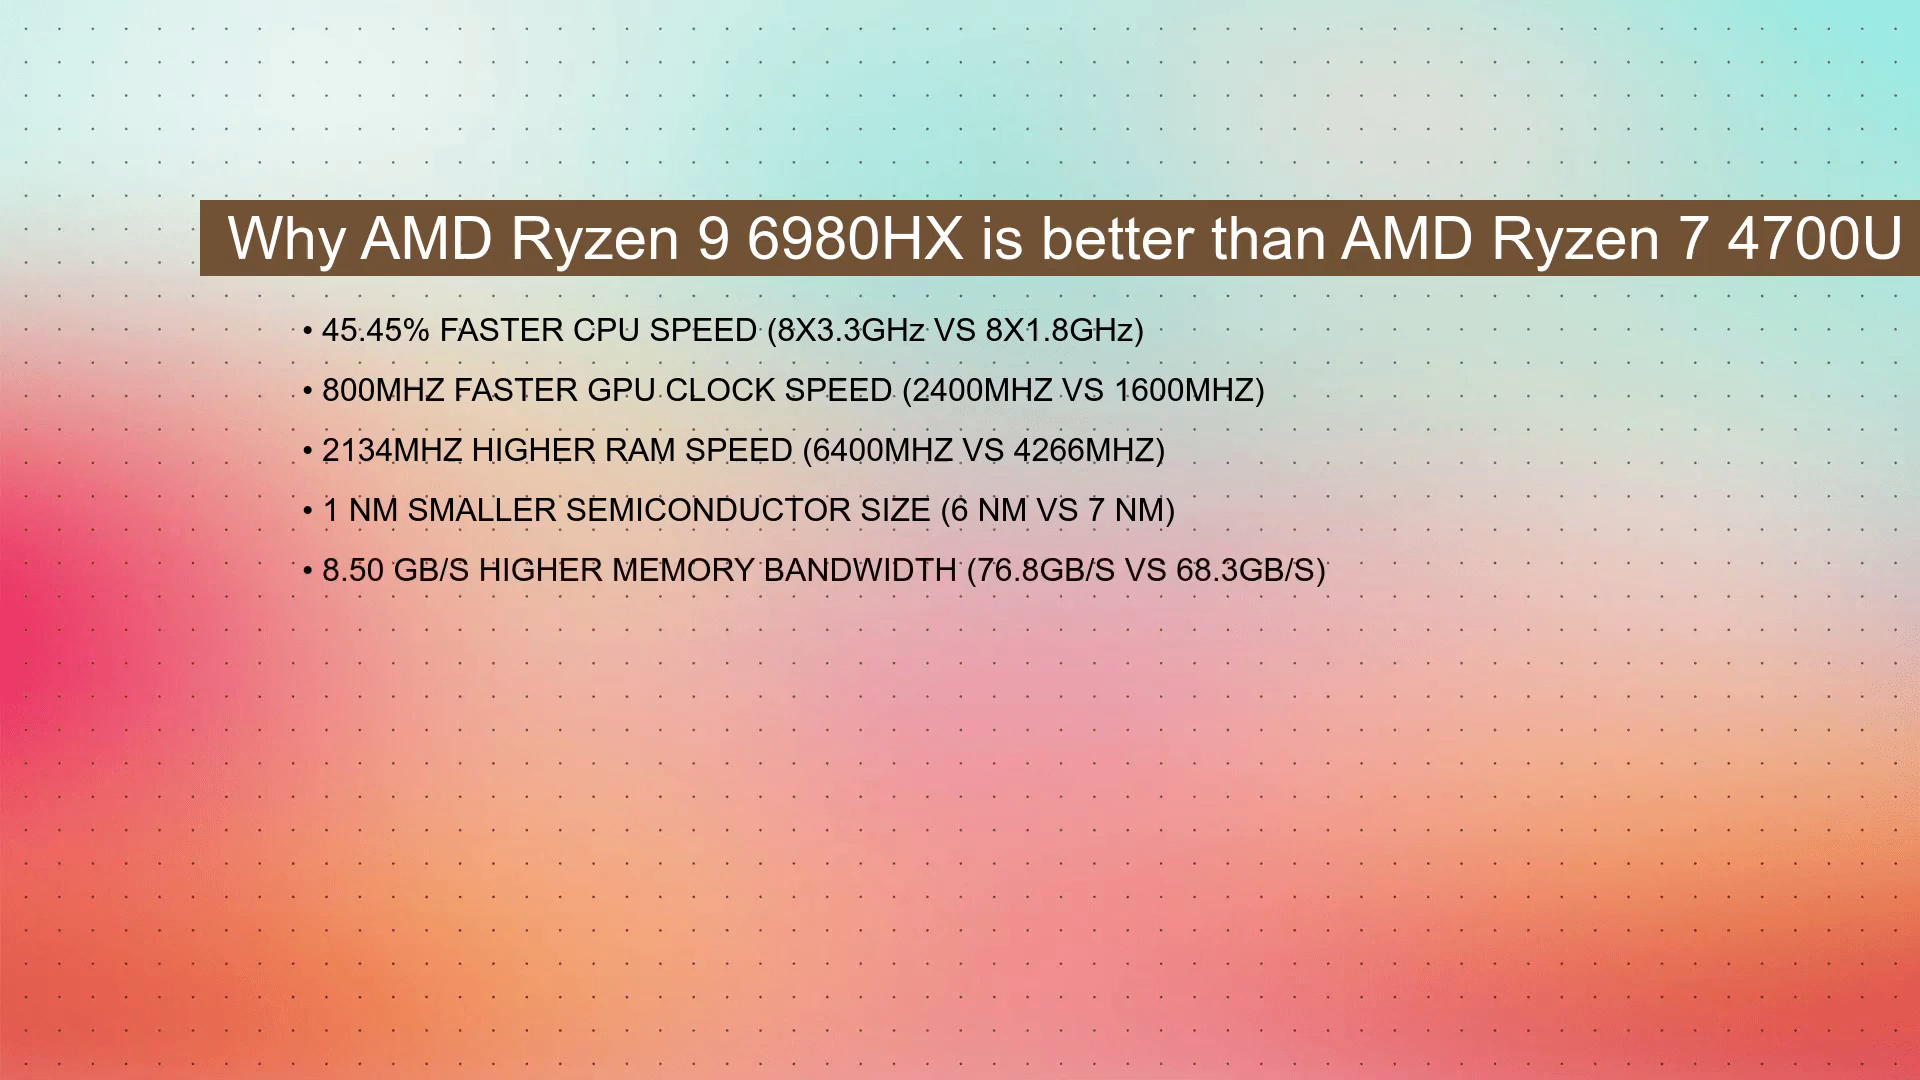 Why AMD Ryzen 9 6980HX is better than AMD Ryzen 7 4700U
• 45.45% FASTER CPU SPEED (8X3.3GHz VS 8X1.8GHz)
• 800MHZ FASTER GPU CLOCK SPEED (2400MHZ VS 1600MHZ)
• 2134MHZ HIGHER RAM SPEED (6400MHZ VS 4266MHZ)
• 1 NM SMALLER SEMICONDUCTOR SIZE (6 NM VS 7 NM)
• 8.50 GB/S HIGHER MEMORY BANDWIDTH (76.8GB/S VS 68.3GB/S)